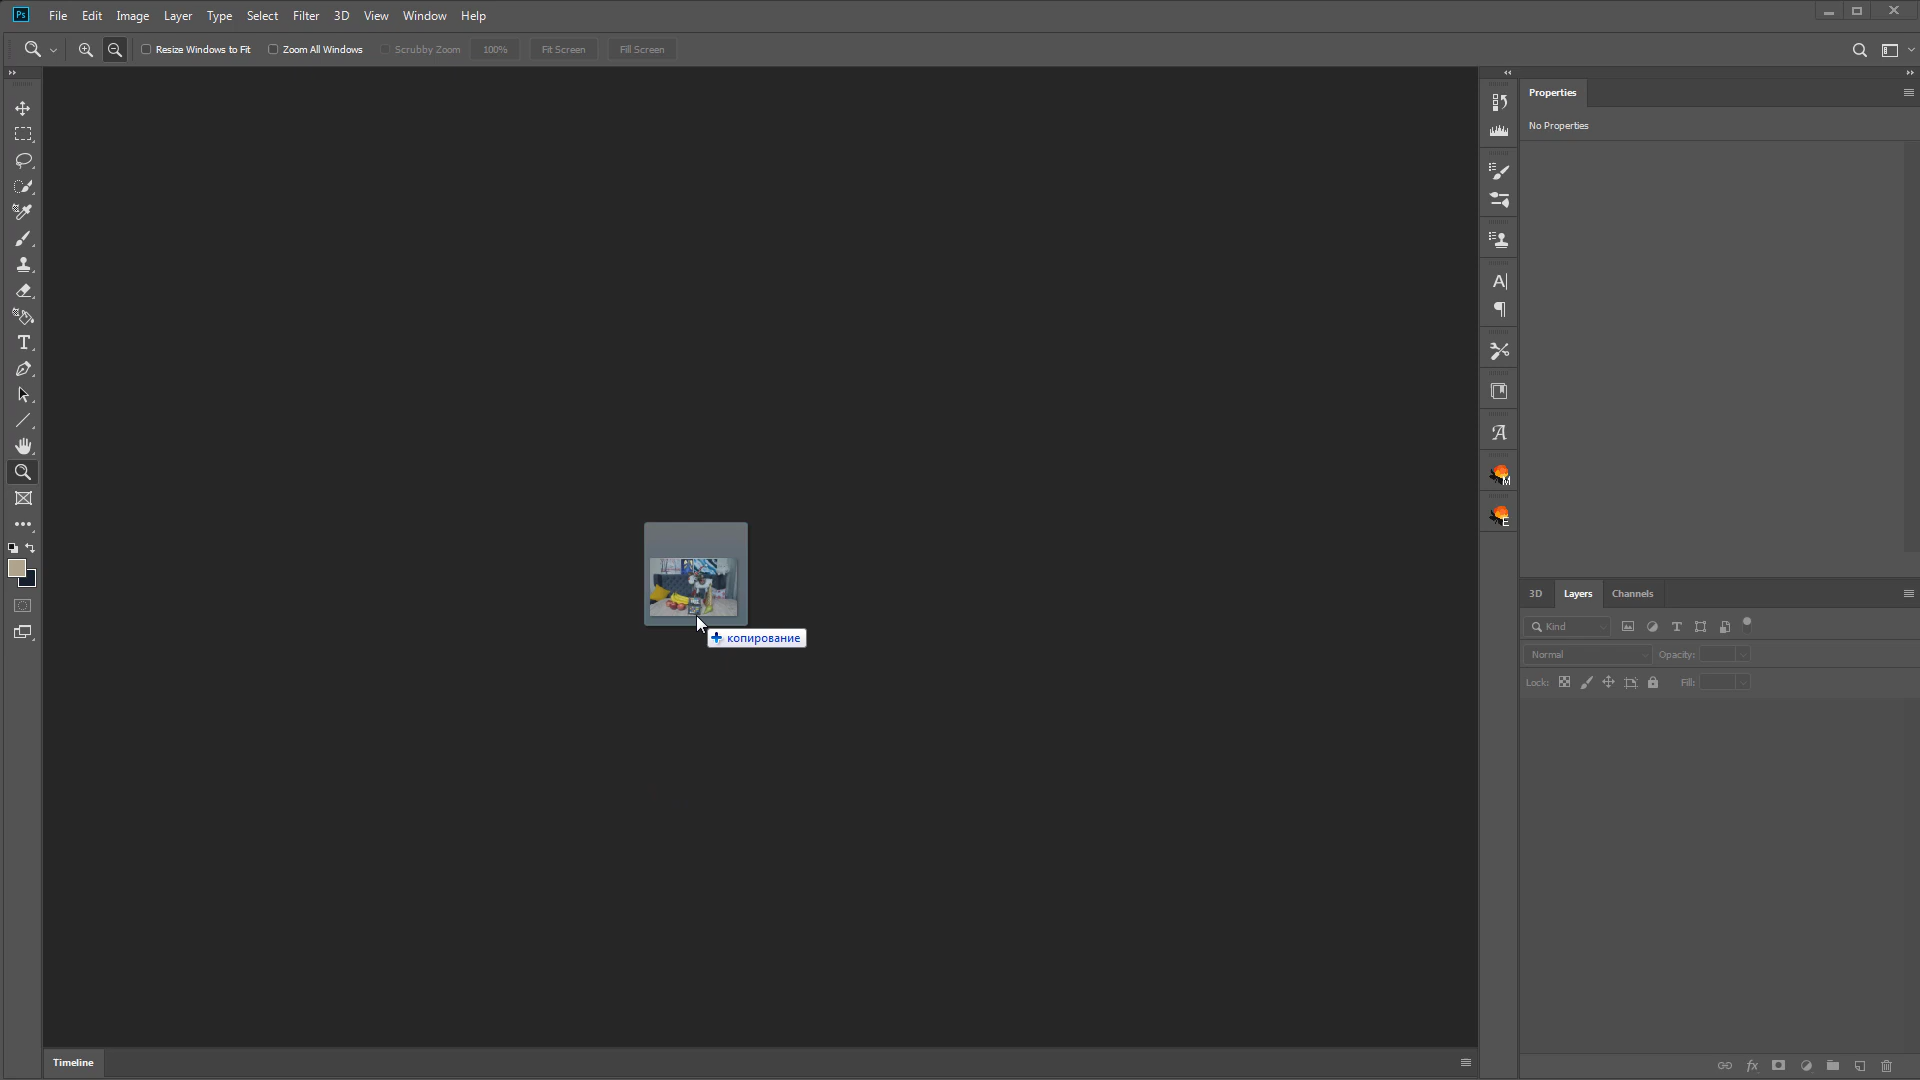 Ps File Edit Image Layer Type Select Filter 3D View Window Help
Resize Windows to Fit Zoom All Windows Scrubby Zoom 100% Fit Screen Fill Screen
Properties
No Properties
M
E
копирование
3D Layers Channels
Kind
Normal Opacity:
Lock: Fill:
Timeline
fx